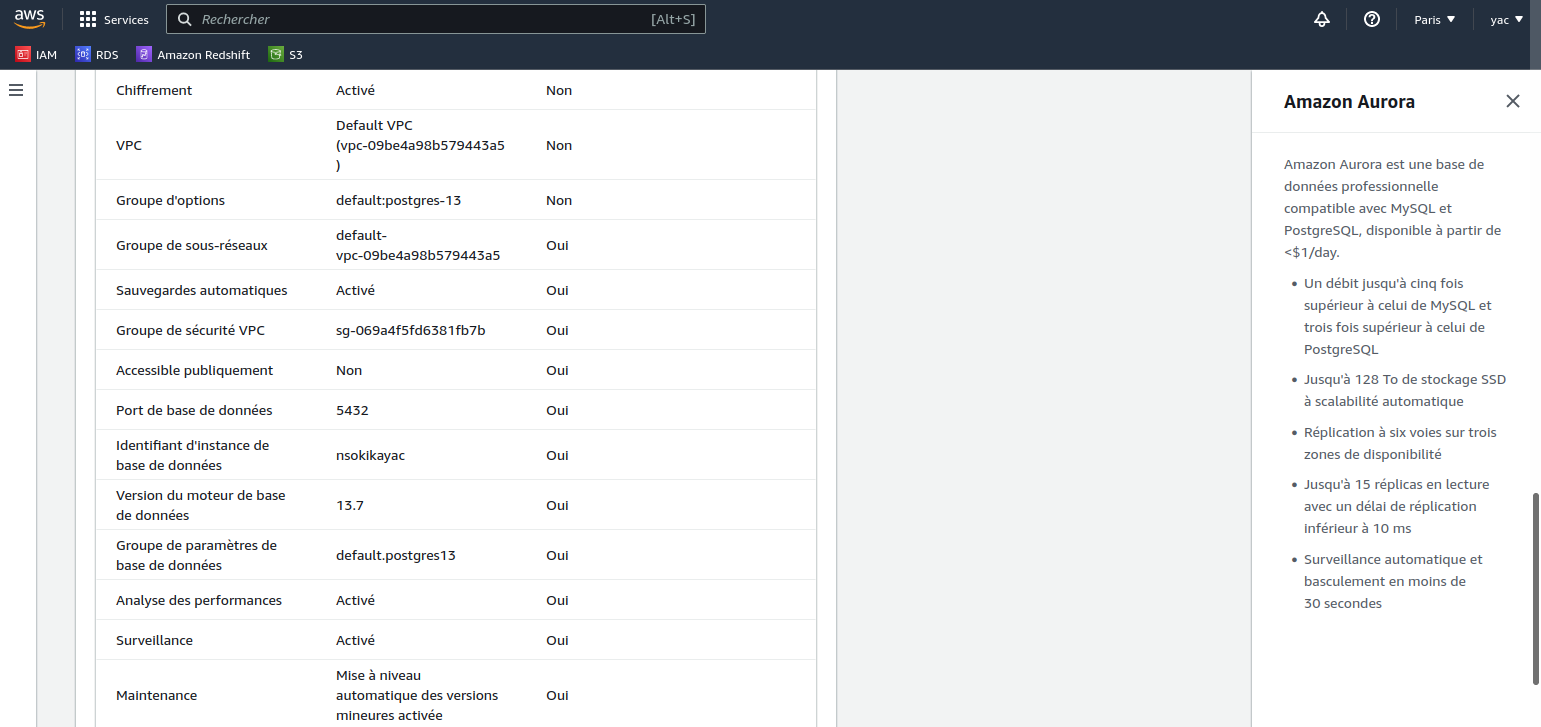 aws Services Rechercher [Alt+S] Paris yac
IAM RDS Amazon Redshift S3
Chiffrement Activé Non
VPC Default VPC
(vpc-09be4a98b579443a5
) Non
Groupe d'options default:postgres-13 Non
Groupe de sous-réseaux default-
vpc-09be4a98b579443a5 Oui
Sauvegardes automatiques Activé Oui
Groupe de sécurité VPC sg-069a4f5fd6381fb7b Oui
Accessible publiquement Non Oui
Port de base de données 5432 Oui
Identifiant d'instance de
base de données nsokikayac Oui
Version du moteur de base
de données 13.7 Oui
Groupe de paramètres de
base de données default.postgres13 Oui
Analyse des performances Activé Oui
Surveillance Activé Oui
Maintenance Mise à niveau
automatique des versions
mineures activée Oui
Amazon Aurora
Amazon Aurora est une base de
données professionnelle
compatible avec MySQL et
PostgreSQL, disponible à partir de
<$1/day.
• Un débit jusqu'à cinq fois
supérieur à celui de MySQL et
trois fois supérieur à celui de
PostgreSQL
• Jusqu'à 128 To de stockage SSD
à scalabilité automatique
• Réplication à six voies sur trois
zones de disponibilité
• Jusqu'à 15 réplicas en lecture
avec un délai de réplication
inférieur à 10 ms
• Surveillance automatique et
basculement en moins de
30 secondes